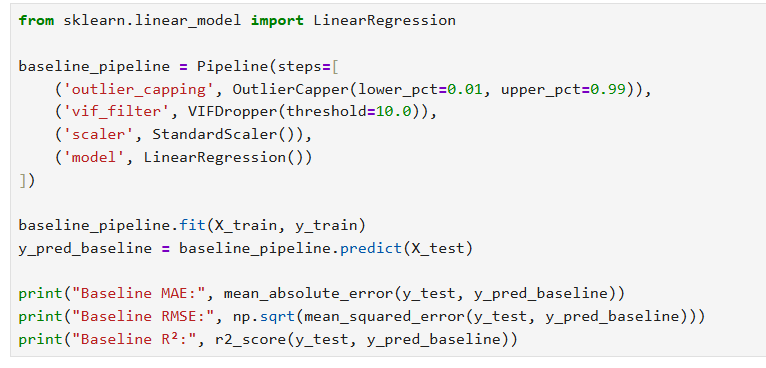 from sklearn.linear_model import LinearRegression
baseline_pipeline = Pipeline(steps=[
    ('outlier_capping', OutlierCapper(lower_pct=0.01, upper_pct=0.99)),
    ('vif_filter', VIFDropper(threshold=10.0)),
    ('scaler', StandardScaler()),
    ('model', LinearRegression())
])
baseline_pipeline.fit(X_train, y_train)
y_pred_baseline = baseline_pipeline.predict(X_test)
print("Baseline MAE:", mean_absolute_error(y_test, y_pred_baseline))
print("Baseline RMSE:", np.sqrt(mean_squared_error(y_test, y_pred_baseline)))
print("Baseline R²:", r2_score(y_test, y_pred_baseline))